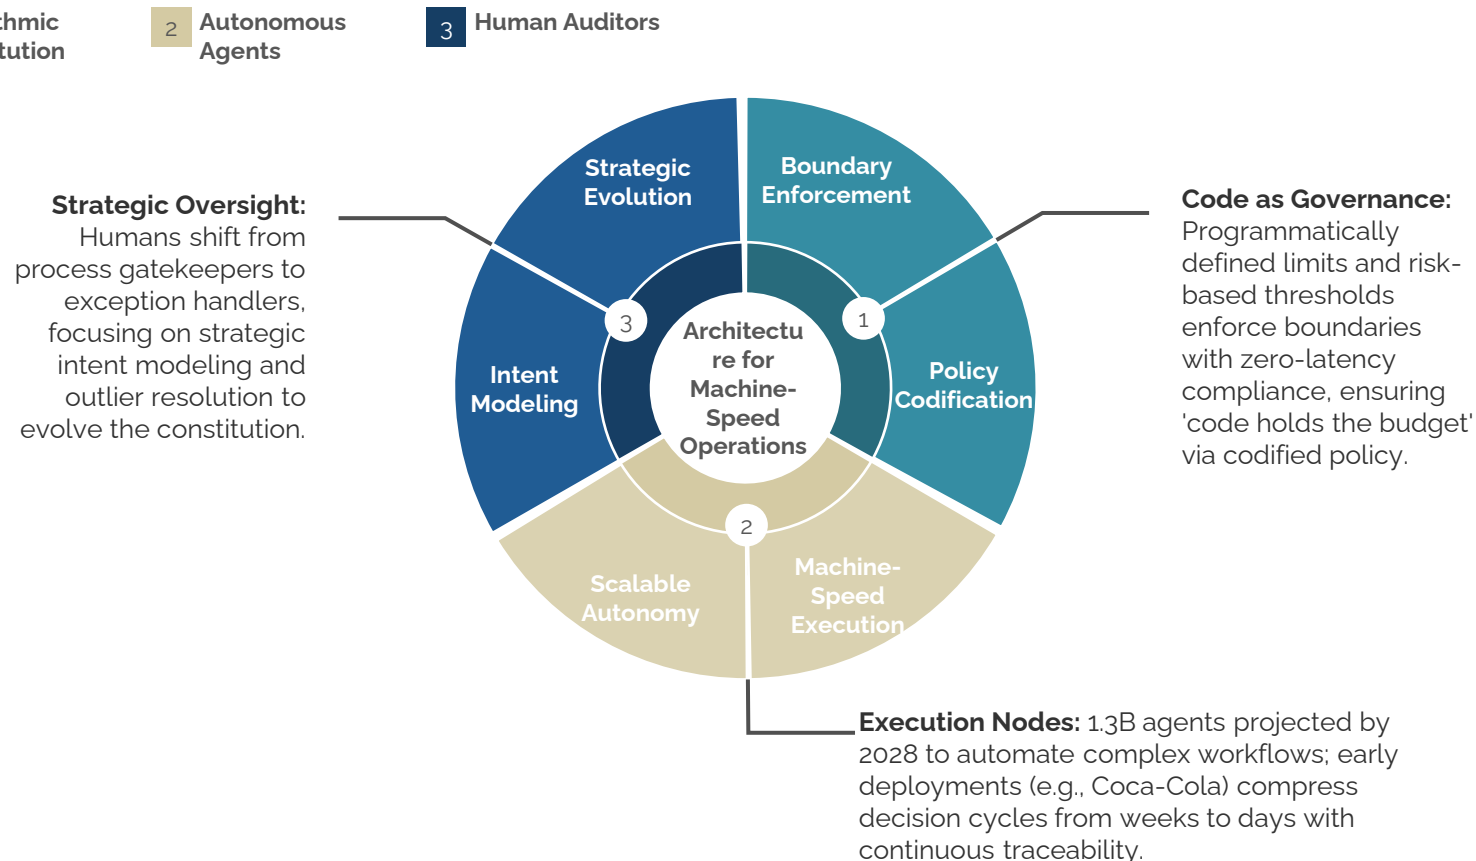 thmic
tution
2
Autonomous
Agents
3
Human Auditors
Strategic
Evolution
Boundary
Enforcement
Strategic Oversight:
Humans shift from
process gatekeepers to
exception handlers,
focusing on strategic
intent modeling and
outlier resolution to
evolve the constitution.
Code as Governance:
Programmatically
defined limits and risk-
based thresholds
enforce boundaries
with zero-latency
compliance, ensuring
'code holds the budget'
via codified policy.
3
1
Architectu
re for
Machine-
Speed
Operations
Intent
Modeling
Policy
Codification
2
Scalable
Autonomy
Machine-
Speed
Execution
Execution Nodes: 1.3B agents projected by
2028 to automate complex workflows; early
deployments (e.g., Coca-Cola) compress
decision cycles from weeks to days with
continuous traceability.